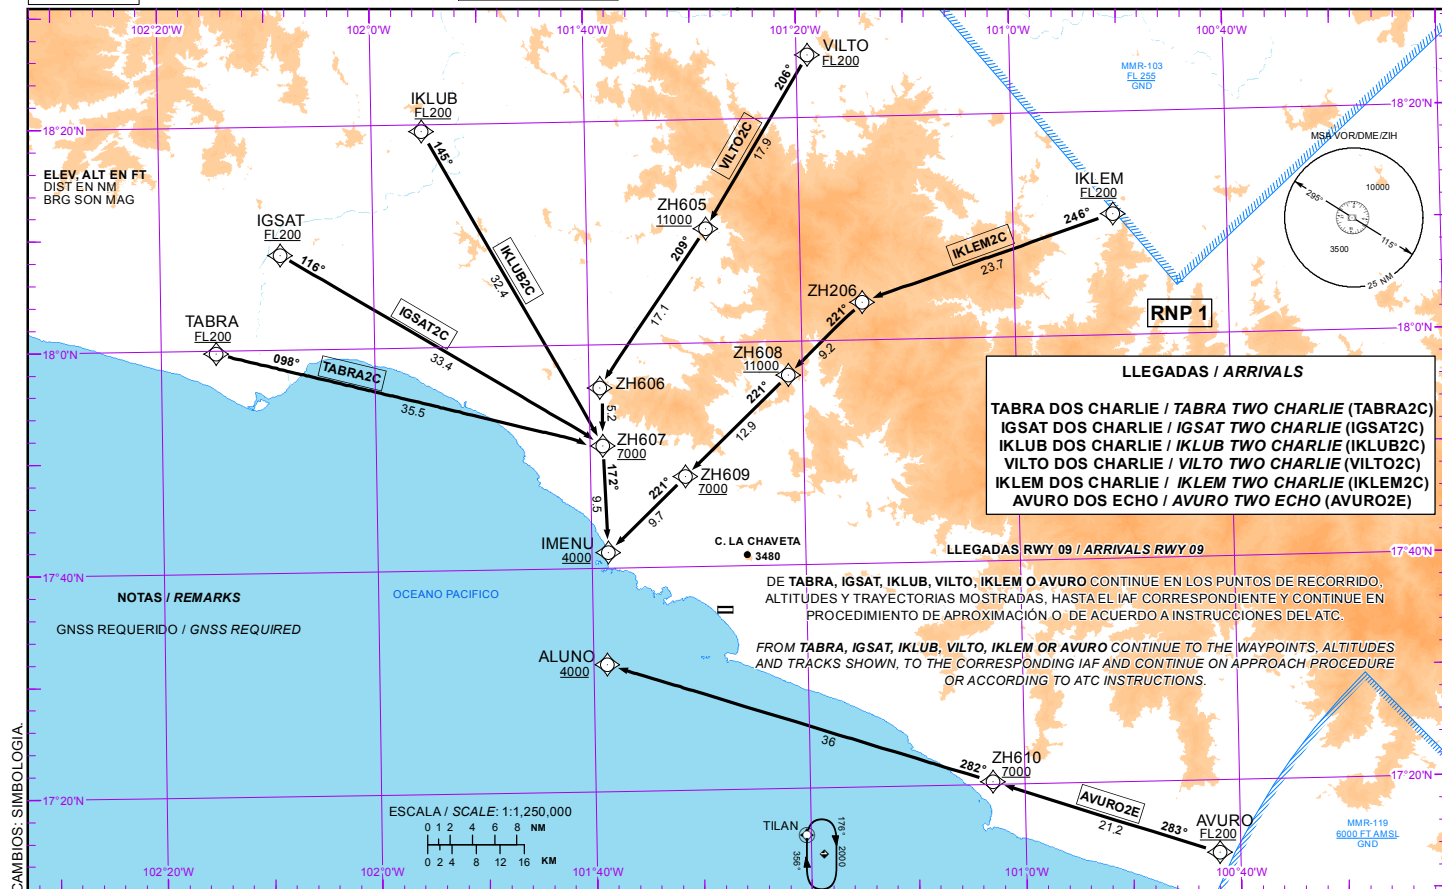 102°20'W
102°0'W
101°40'W
101°20'W
101°0'W
100°40'W
VILTO
FL200
206°
VILTO2C
17.9
MMR-103
FL 255
GND
IKLUB
FL200
145°
IKLUB2C
32.4
18°20'N
18°20'N
MSA VOR/DME/ZIH
10000
295°
115°
3500
25 NM
ELEV, ALT EN FT
DIST EN NM
BRG SON MAG
IKLEM
FL200
246°
IKLEM2C
23.7
ZH605
11000
209°
17.1
IGSAT
FL200
116°
IGSAT2C
33.4
ZH206
221°
9.2
RNP 1
TABRA
FL200
098°
TABRA2C
35.5
18°0'N
18°0'N
ZH608
11000
221°
12.9
ZH606
5.2
ZH607
7000
172°
9.5
ZH609
7000
221°
9.7
LLEGADAS / ARRIVALS
TABRA DOS CHARLIE / TABRA TWO CHARLIE (TABRA2C)
IGSAT DOS CHARLIE / IGSAT TWO CHARLIE (IGSAT2C)
IKLUB DOS CHARLIE / IKLUB TWO CHARLIE (IKLUB2C)
VILTO DOS CHARLIE / VILTO TWO CHARLIE (VILTO2C)
IKLEM DOS CHARLIE / IKLEM TWO CHARLIE (IKLEM2C)
AVURO DOS ECHO / AVURO TWO ECHO (AVURO2E)
IMENU
4000
C. LA CHAVETA
3480
LLEGADAS RWY 09 / ARRIVALS RWY 09
17°40'N
17°40'N
DE TABRA, IGSAT, IKLUB, VILTO, IKLEM O AVURO CONTINUE EN LOS PUNTOS DE RECORRIDO,
ALTITUDES Y TRAYECTORIAS MOSTRADAS, HASTA EL IAF CORRESPONDIENTE Y CONTINUE EN
PROCEDIMIENTO DE APROXIMACIÓN O DE ACUERDO A INSTRUCCIONES DEL ATC.
FROM TABRA, IGSAT, IKLUB, VILTO, IKLEM OR AVURO CONTINUE TO THE WAYPOINTS, ALTITUDES
AND TRACKS SHOWN, TO THE CORRESPONDING IAF AND CONTINUE ON APPROACH PROCEDURE
OR ACCORDING TO ATC INSTRUCTIONS.
NOTAS / REMARKS
GNSS REQUERIDO / GNSS REQUIRED
OCEANO PACIFICO
ALUNO
4000
36
282°
ZH610
7000
AVURO2E
21.2
283°
AVURO
FL200
17°20'N
17°20'N
ESCALA / SCALE: 1:1,250,000
0 1 2 4 6 8 NM
0 2 4 8 12 16 KM
TILAN
176°
2000
356°
MMR-119
6000 FT AMSL
GND
CAMBIOS: SIMBOLOGIA.
102°20'W
101°40'W
101°0'W
100°40'W